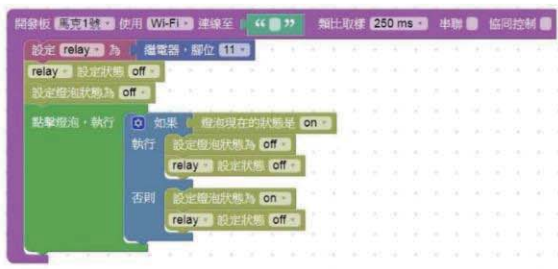 開發板 馬克1號 使用 Wi-Fi 連線至 “ ” 類比取樣 250 ms 串聯 協同控制
設定 relay 為 繼電器，腳位 11
relay 設定狀態 off
設定燈泡狀態為 off
點擊燈泡，執行 如果 燈泡現在的狀態是 on
執行 設定燈泡狀態為 off
relay 設定狀態 off
否則 設定燈泡狀態為 on
relay 設定狀態 off